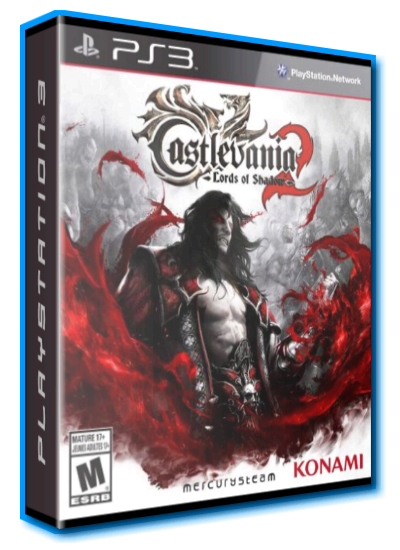 PS3
PlayStation®Network
Castlevania
Lords of Shadow 2
MATURE 17+
M
ESRB
mercurysteam
KONAMI
PLAYSTATION®3